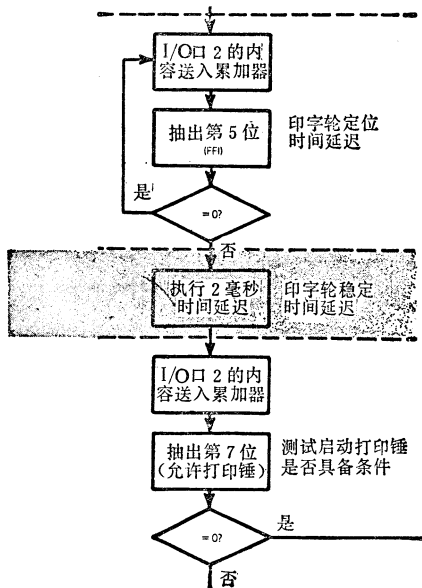 I/O口 2 的内
容送入累加器
抽出第 5 位
(FFI)
印字轮定位
时间延迟
是
= 0?
否
执行 2 毫秒
时间延迟
印字轮稳定
时间延迟
I/O口 2 的内
容送入累加器
抽出第 7 位
(允许打印锤)
测试启动打印锤
是否具备条件
= 0?
是
否